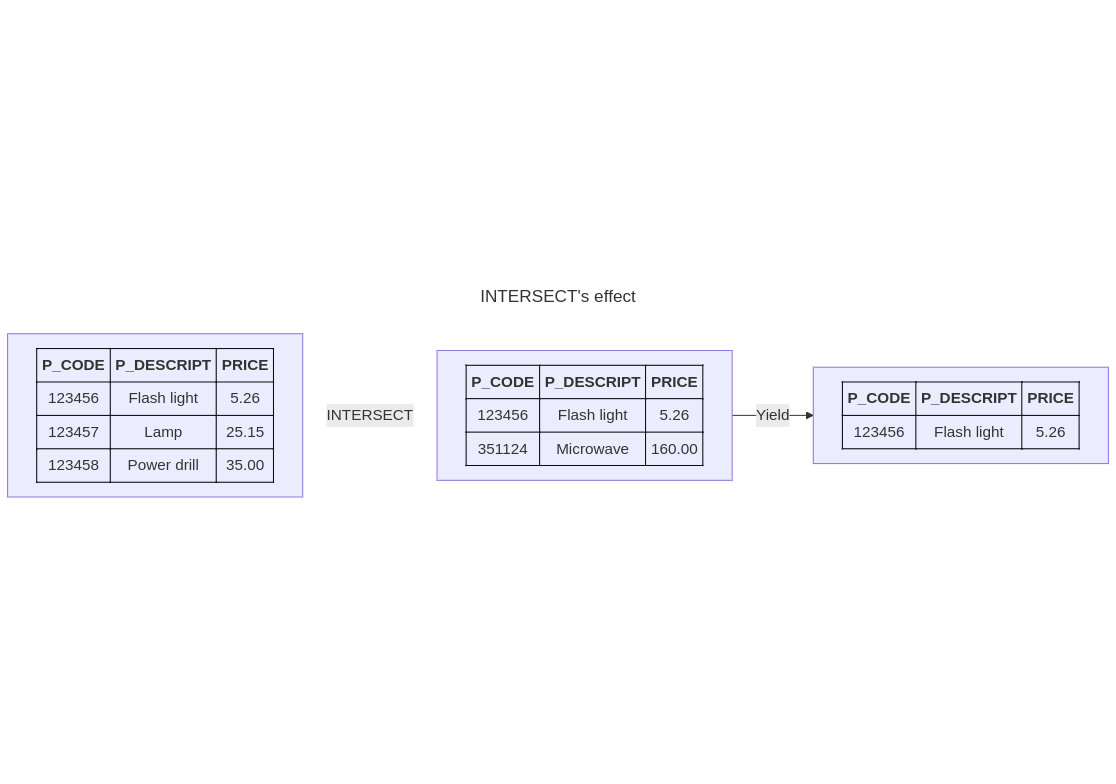 INTERSECT's effect
P_CODE P_DESCRIPT PRICE
123456 Flash light 5.26
123457 Lamp 25.15
123458 Power drill 35.00
INTERSECT
P_CODE P_DESCRIPT PRICE
123456 Flash light 5.26
351124 Microwave 160.00
Yield
P_CODE P_DESCRIPT PRICE
123456 Flash light 5.26